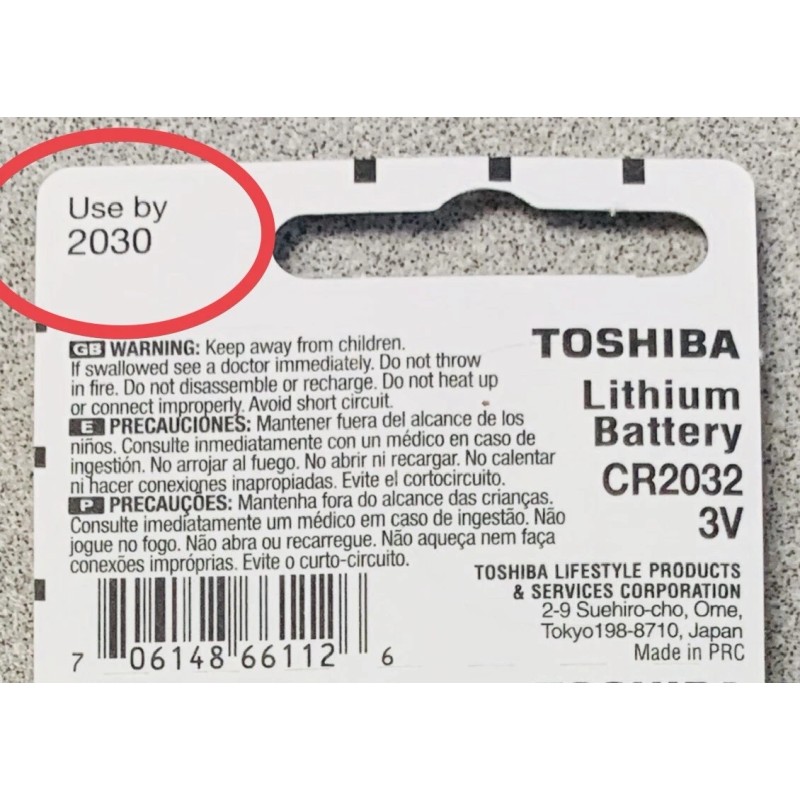 Use by
2030
GB WARNING: Keep away from children.
If swallowed see a doctor immediately. Do not throw
in fire. Do not disassemble or recharge. Do not heat up
or connect improperly. Avoid short circuit.
E PRECAUCIONES: Mantener fuera del alcance de los
niños. Consulte inmediatamente con un médico en caso de
ingestión. No arrojar al fuego. No abrir ni recargar. No calentar
ni hacer conexiones inapropiadas. Evite el cortocircuito.
P PRECAUÇÕES: Mantenha fora do alcance das crianças.
Consulte imediatamente um médico em caso de ingestão. Não
jogue no fogo. Não abra ou recarregue. Não aqueça nem faça
conexões impróprias. Evite o curto-circuito.
7 06148 66112 6
TOSHIBA
Lithium
Battery
CR2032
3V
TOSHIBA LIFESTYLE PRODUCTS
& SERVICES CORPORATION
2-9 Suehiro-cho, Ome,
Tokyo198-8710, Japan
Made in PRC